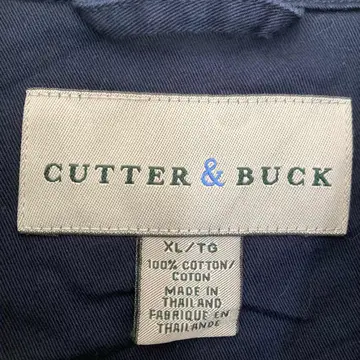 CUTTER & BUCK
XL/TG
100% COTTON/
COTON
MADE IN
THAILAND
FABRIQUE EN
THAILANDE